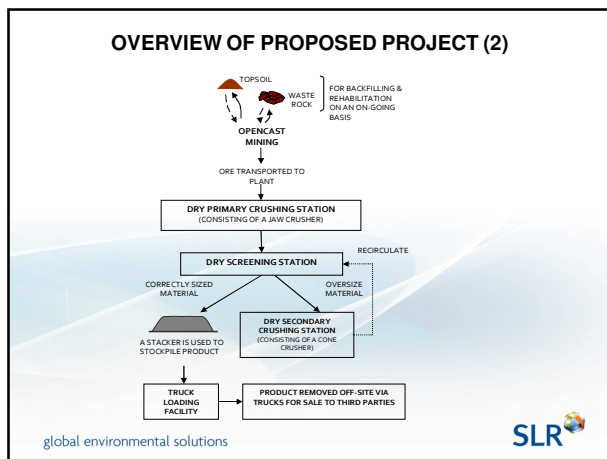 OVERVIEW OF PROPOSED PROJECT (2)
TOPSOIL
WASTE
ROCK
FOR BACKFILLING &
REHABILITATION
ON AN ON-GOING
BASIS
OPENCAST
MINING
ORE TRANSPORTED TO
PLANT
DRY PRIMARY CRUSHING STATION
(CONSISTING OF A JAW CRUSHER)
RECIRCULATE
DRY SCREENING STATION
CORRECTLY SIZED
MATERIAL
OVERSIZE
MATERIAL
DRY SECONDARY
CRUSHING STATION
(CONSISTING OF A CONE
CRUSHER)
A STACKER IS USED TO
STOCKPILE PRODUCT
TRUCK
LOADING
FACILITY
PRODUCT REMOVED OFF-SITE VIA
TRUCKS FOR SALE TO THIRD PARTIES
global environmental solutions
SLR